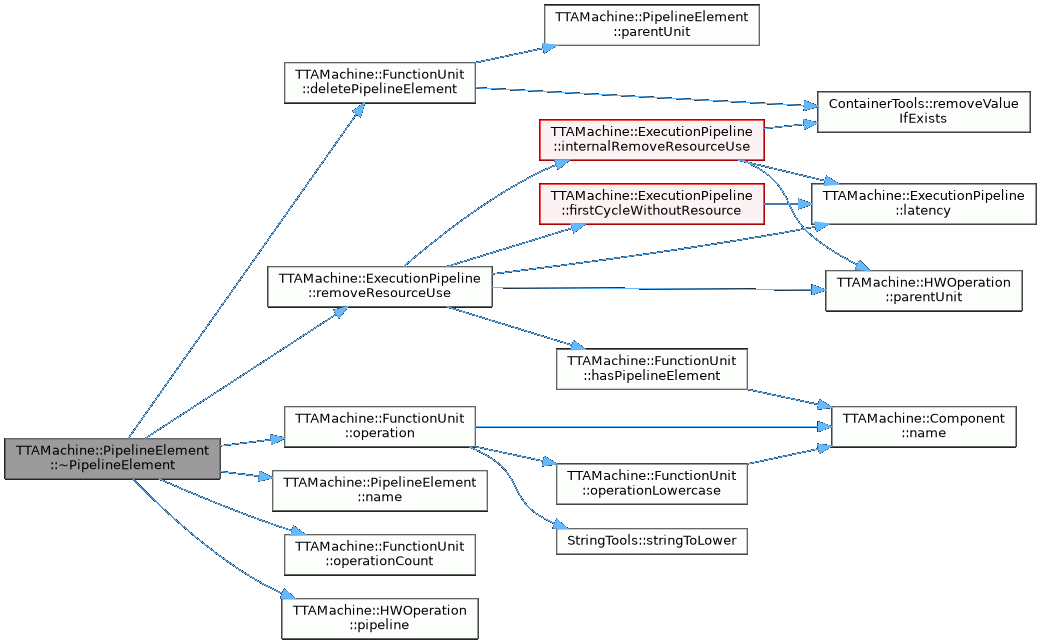 TTAMachine::PipelineElement
::parentUnit
TTAMachine::FunctionUnit
::deletePipelineElement
ContainerTools::removeValue
IfExists
TTAMachine::ExecutionPipeline
::internalRemoveResourceUse
TTAMachine::ExecutionPipeline
::firstCycleWithoutResource
TTAMachine::ExecutionPipeline
::latency
TTAMachine::ExecutionPipeline
::removeResourceUse
TTAMachine::HWOperation
::parentUnit
TTAMachine::FunctionUnit
::hasPipelineElement
TTAMachine::FunctionUnit
::operation
TTAMachine::Component
::name
TTAMachine::PipelineElement
::~PipelineElement
TTAMachine::PipelineElement
::name
TTAMachine::FunctionUnit
::operationLowercase
StringTools::stringToLower
TTAMachine::FunctionUnit
::operationCount
TTAMachine::HWOperation
::pipeline